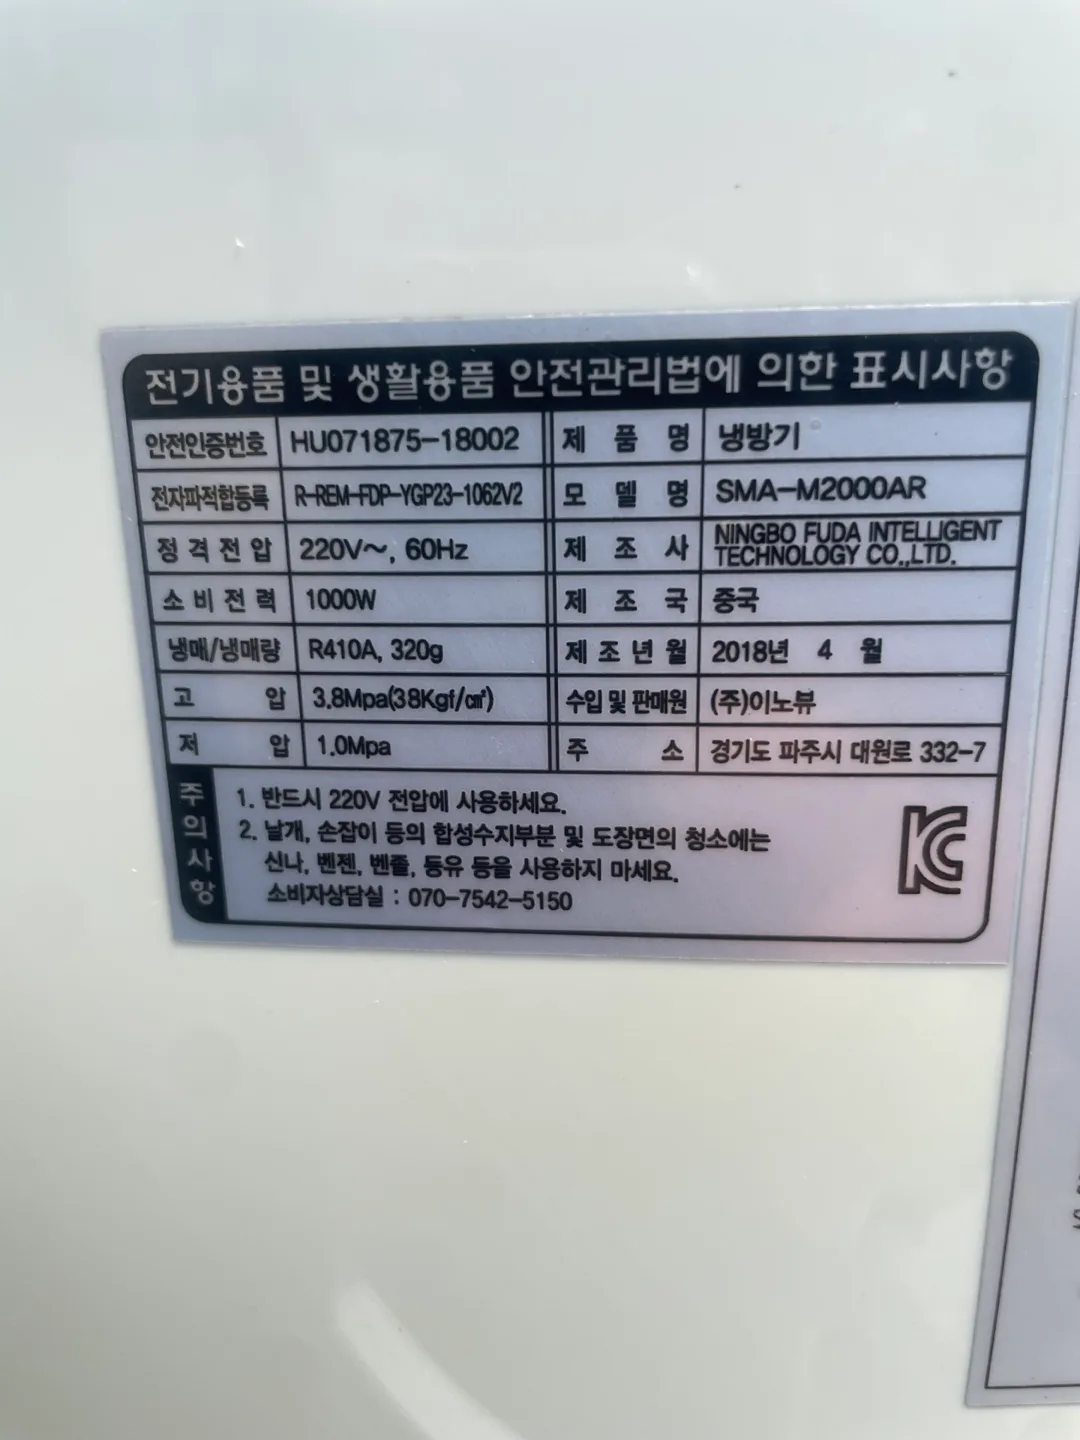 전기용품 및 생활용품 안전관리법에 의한 표시사항
안전인증번호 HU071875-18002 제 품 명 냉방기
전자파적합등록 R-REM-FDP-YGP23-1062V2 모 델 명 SMA-M2000AR
정격전압 220V~, 60Hz 제 조 사 NINGBO FUDA INTELLIGENT TECHNOLOGY CO.,LTD.
소비전력 1000W 제 조 국 중국
냉매/냉매량 R410A, 320g 제조년월 2018년 4 월
고 압 3.8Mpa(38Kgf/㎠) 수입 및 판매원 (주)이노뷰
저 압 1.0Mpa 주 소 경기도 파주시 대원로 332-7
주의사항
1. 반드시 220V 전압에 사용하세요.
2. 날개, 손잡이 등의 합성수지부분 및 도장면의 청소에는
신나, 벤젠, 벤졸, 등유 등을 사용하지 마세요.
소비자상담실 : 070-7542-5150